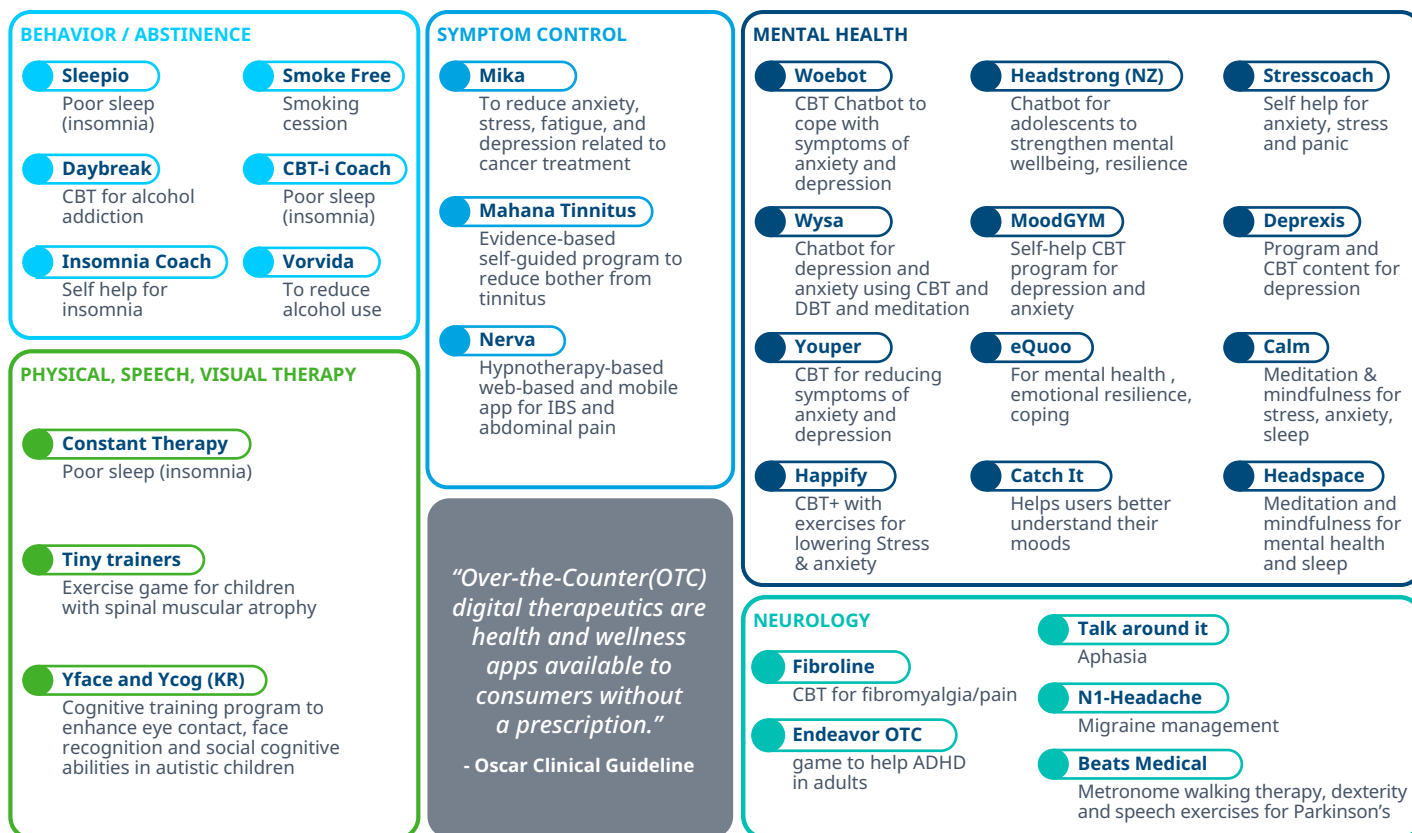 BEHAVIOR / ABSTINENCE
Sleepio
Poor sleep
(insomnia)
Smoke Free
Smoking
cession
Daybreak
CBT for alcohol
addiction
CBT-i Coach
Poor sleep
(insomnia)
Insomnia Coach
Self help for
insomnia
Vorvida
To reduce
alcohol use
PHYSICAL, SPEECH, VISUAL THERAPY
Constant Therapy
Poor sleep (insomnia)
Tiny trainers
Exercise game for children
with spinal muscular atrophy
Yface and Ycog (KR)
Cognitive training program to
enhance eye contact, face
recognition and social cognitive
abilities in autistic children
SYMPTOM CONTROL
Mika
To reduce anxiety,
stress, fatigue, and
depression related to
cancer treatment
Mahana Tinnitus
Evidence-based
self-guided program to
reduce bother from
tinnitus
Nerva
Hypnotherapy-based
web-based and mobile
app for IBS and
abdominal pain
“Over-the-Counter(OTC)
digital therapeutics are
health and wellness
apps available to
consumers without
a prescription.”
- Oscar Clinical Guideline
MENTAL HEALTH
Woebot
CBT Chatbot to
cope with
symptoms of
anxiety and
depression
Headstrong (NZ)
Chatbot for
adolescents to
strengthen mental
wellbeing, resilience
Stresscoach
Self help for
anxiety, stress
and panic
Wysa
Chatbot for
depression and
anxiety using CBT and
DBT and meditation
MoodGYM
Self-help CBT
program for
depression and
anxiety
Deprexis
Program and
CBT content for
depression
Youper
CBT for reducing
symptoms of
anxiety and
depression
eQuoo
For mental health ,
emotional resilience,
coping
Calm
Meditation &
mindfulness for
stress, anxiety,
sleep
Happify
CBT+ with
exercises for
lowering Stress
& anxiety
Catch It
Helps users better
understand their
moods
Headspace
Meditation and
mindfulness for
mental health
and sleep
NEUROLOGY
Fibroline
CBT for fibromyalgia/pain
Endeavor OTC
game to help ADHD
in adults
Talk around it
Aphasia
N1-Headache
Migraine management
Beats Medical
Metronome walking therapy, dexterity
and speech exercises for Parkinson’s